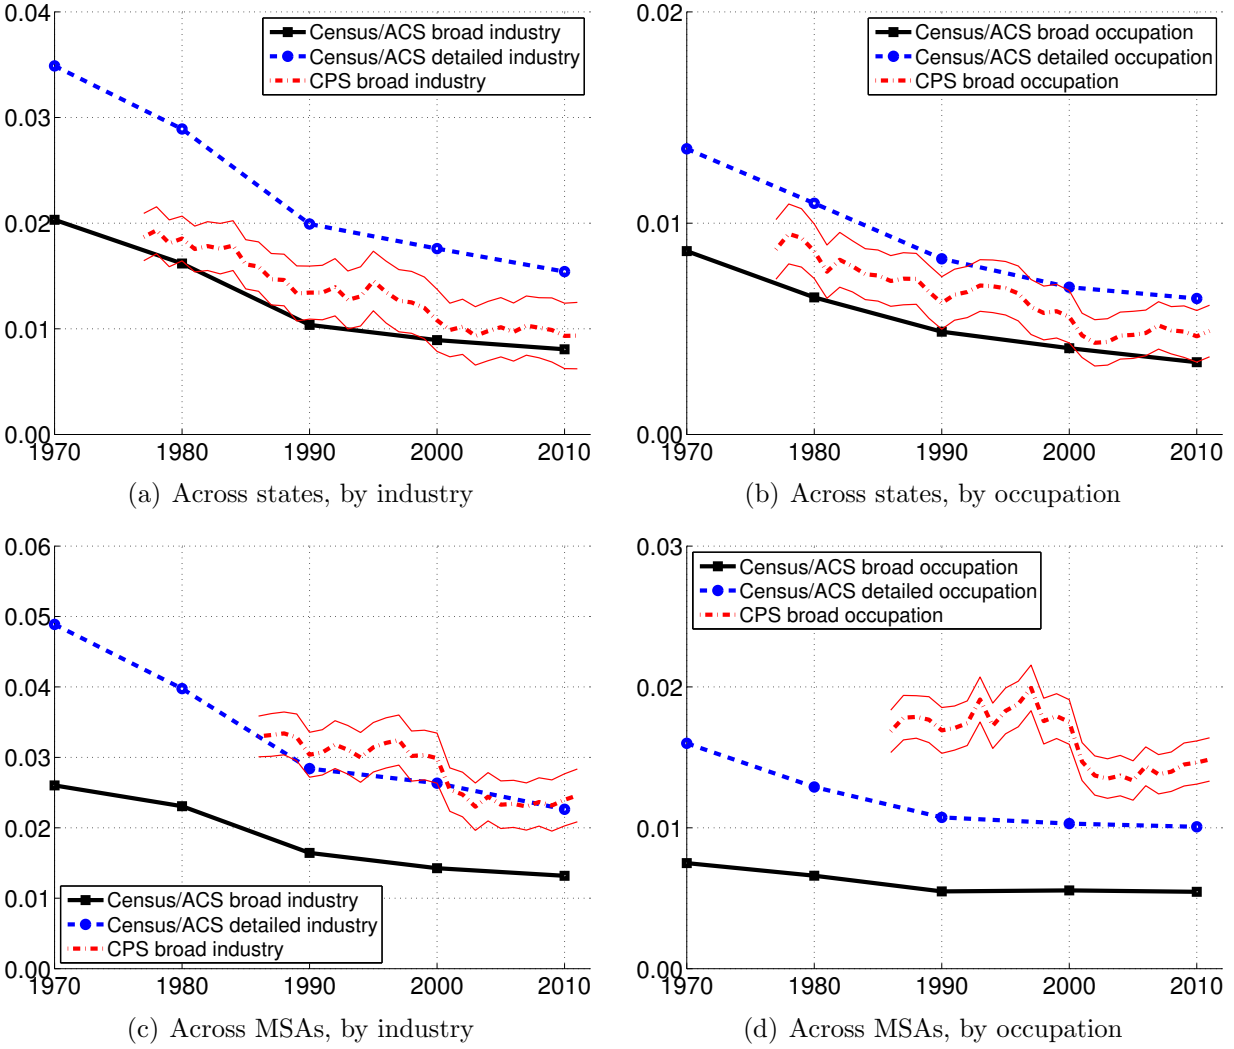 0.04
Census/ACS broad industry
Census/ACS detailed industry
CPS broad industry
0.03
0.02
0.01
0.00
1970 1980 1990 2000 2010
(a) Across states, by industry
0.02
Census/ACS broad occupation
Census/ACS detailed occupation
CPS broad occupation
0.01
0.00
1970 1980 1990 2000 2010
(b) Across states, by occupation
0.06
0.05
0.04
0.03
0.02
0.01
Census/ACS broad industry
Census/ACS detailed industry
CPS broad industry
0.00
1970 1980 1990 2000 2010
(c) Across MSAs, by industry
0.03
Census/ACS broad occupation
Census/ACS detailed occupation
CPS broad occupation
0.02
0.01
0.00
1970 1980 1990 2000 2010
(d) Across MSAs, by occupation